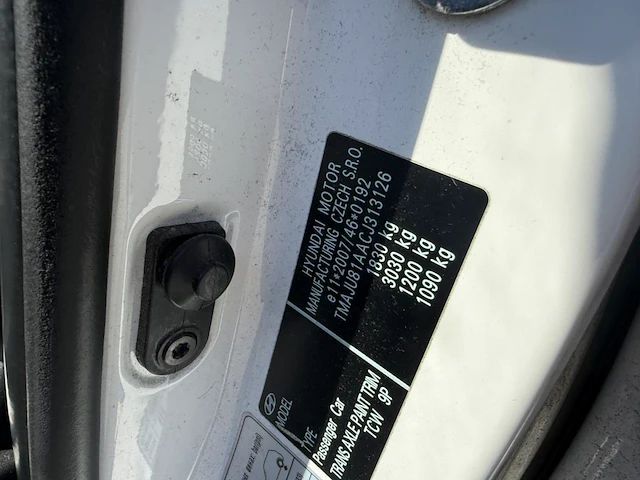 HYUNDAI MOTOR
MANUFACTURING CZECH S.R.O.
e11*2007/46*0192
TMAJU81AACJ313126
1830 kg
3030 kg
1200 kg
1090 kg
MODEL
TYPE
Passenger Car
TRANS AXLE PAINT TRIM
TCW 9P